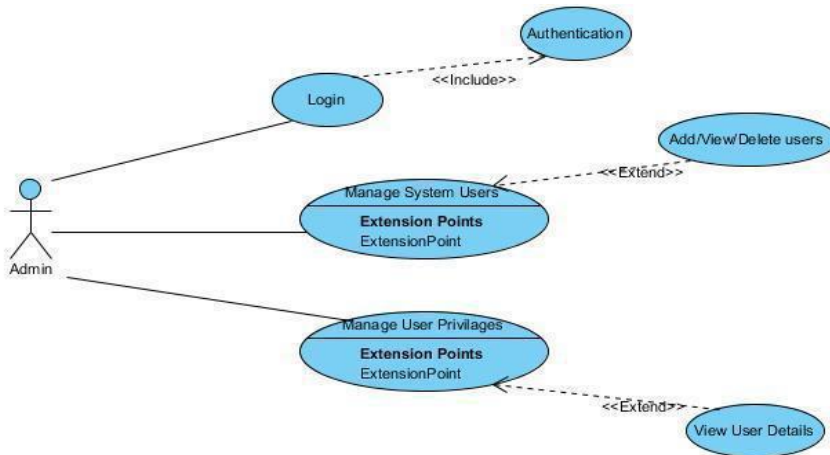 Authentication
<<Include>>
Login
Add/View/Delete users
<<Extend>>
Manage System Users
Extension Points
ExtensionPoint
Admin
Manage User Privilages
Extension Points
ExtensionPoint
<<Extend>>
View User Details